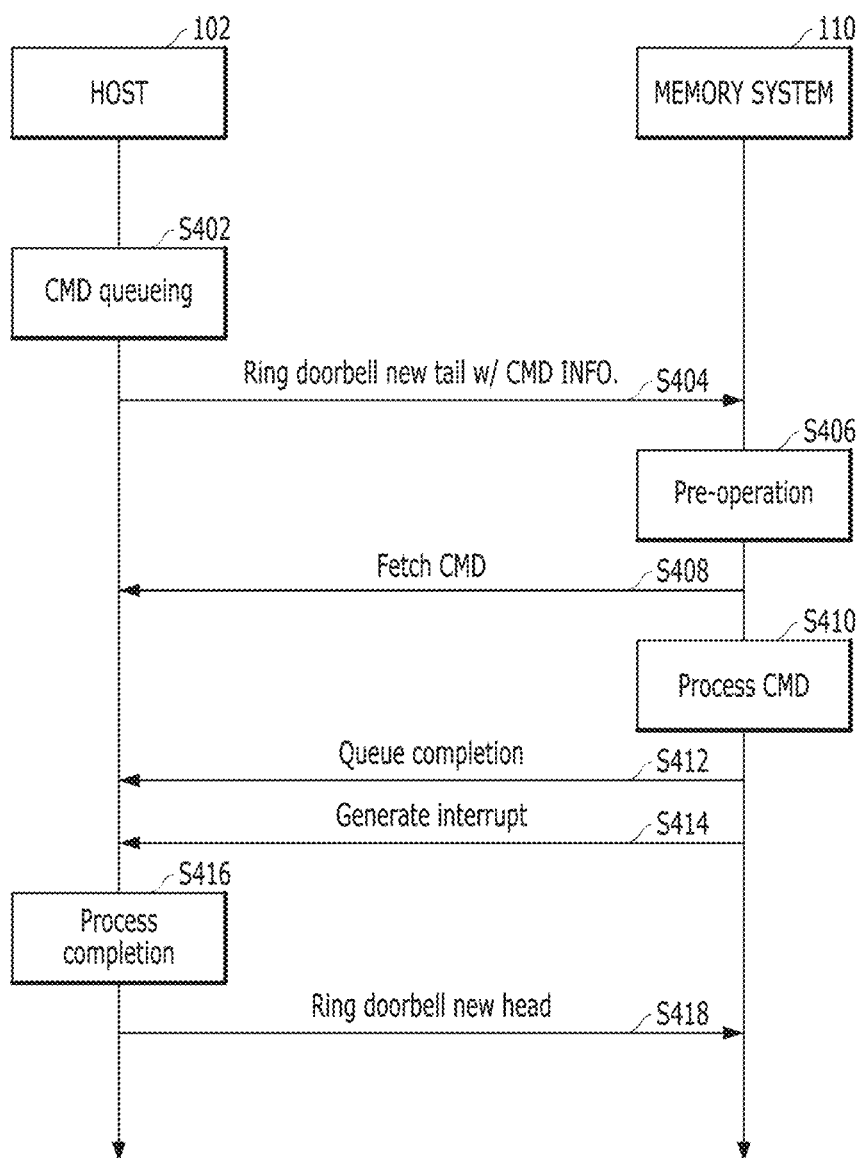 102
110
HOST
MEMORY SYSTEM
S402
CMD queueing
Ring doorbell new tail w/ CMD INFO.
S404
S406
Pre-operation
Fetch CMD
S408
S410
Process CMD
Queue completion
S412
Generate interrupt
S414
S416
Process
completion
Ring doorbell new head
S418